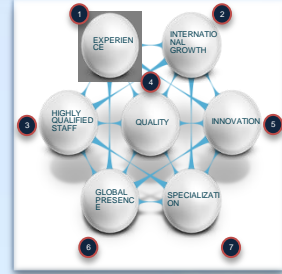 1
2
EXPERIEN
CE
INTERNATIO
NAL
GROWTH
4
3
HIGHLY
QUALIFIED
STAFF
QUALITY
INNOVATION
5
GLOBAL
PRESENC
E
SPECIALIZATI
ON
6
7